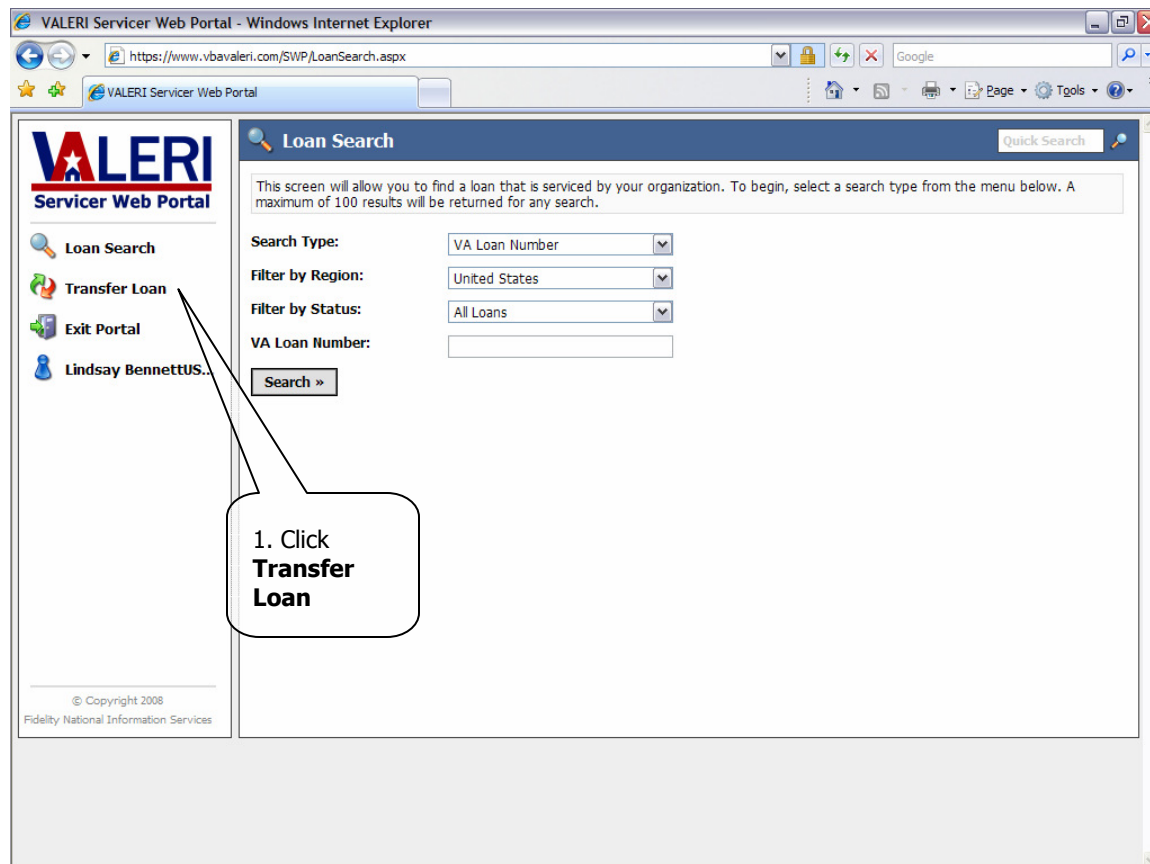 VALERI Servicer Web Portal - Windows Internet Explorer
https://www.vbavaleri.com/SWP/LoanSearch.aspx
Google
VALERI Servicer Web Portal
Page
Tools
VALERI
Servicer Web Portal
Loan Search
Transfer Loan
Exit Portal
Lindsay BennettUS...
© Copyright 2008
Fidelity National Information Services
Loan Search
Quick Search
This screen will allow you to find a loan that is serviced by your organization. To begin, select a search type from the menu below. A
maximum of 100 results will be returned for any search.
Search Type:
VA Loan Number
Filter by Region:
United States
Filter by Status:
All Loans
VA Loan Number:
Search »
1. Click
Transfer
Loan